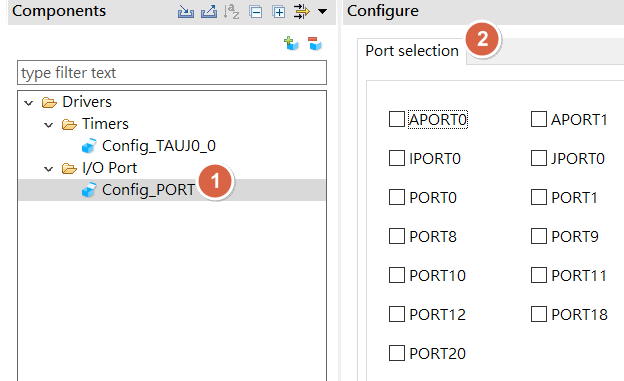 Components
type filter text
Drivers
Timers
Config_TAUJ0_0
I/O Port
Config_PORT 1
Configure
Port selection 2
APORT0 APORT1
IPORT0 JPORT0
PORT0 PORT1
PORT8 PORT9
PORT10 PORT11
PORT12 PORT18
PORT20